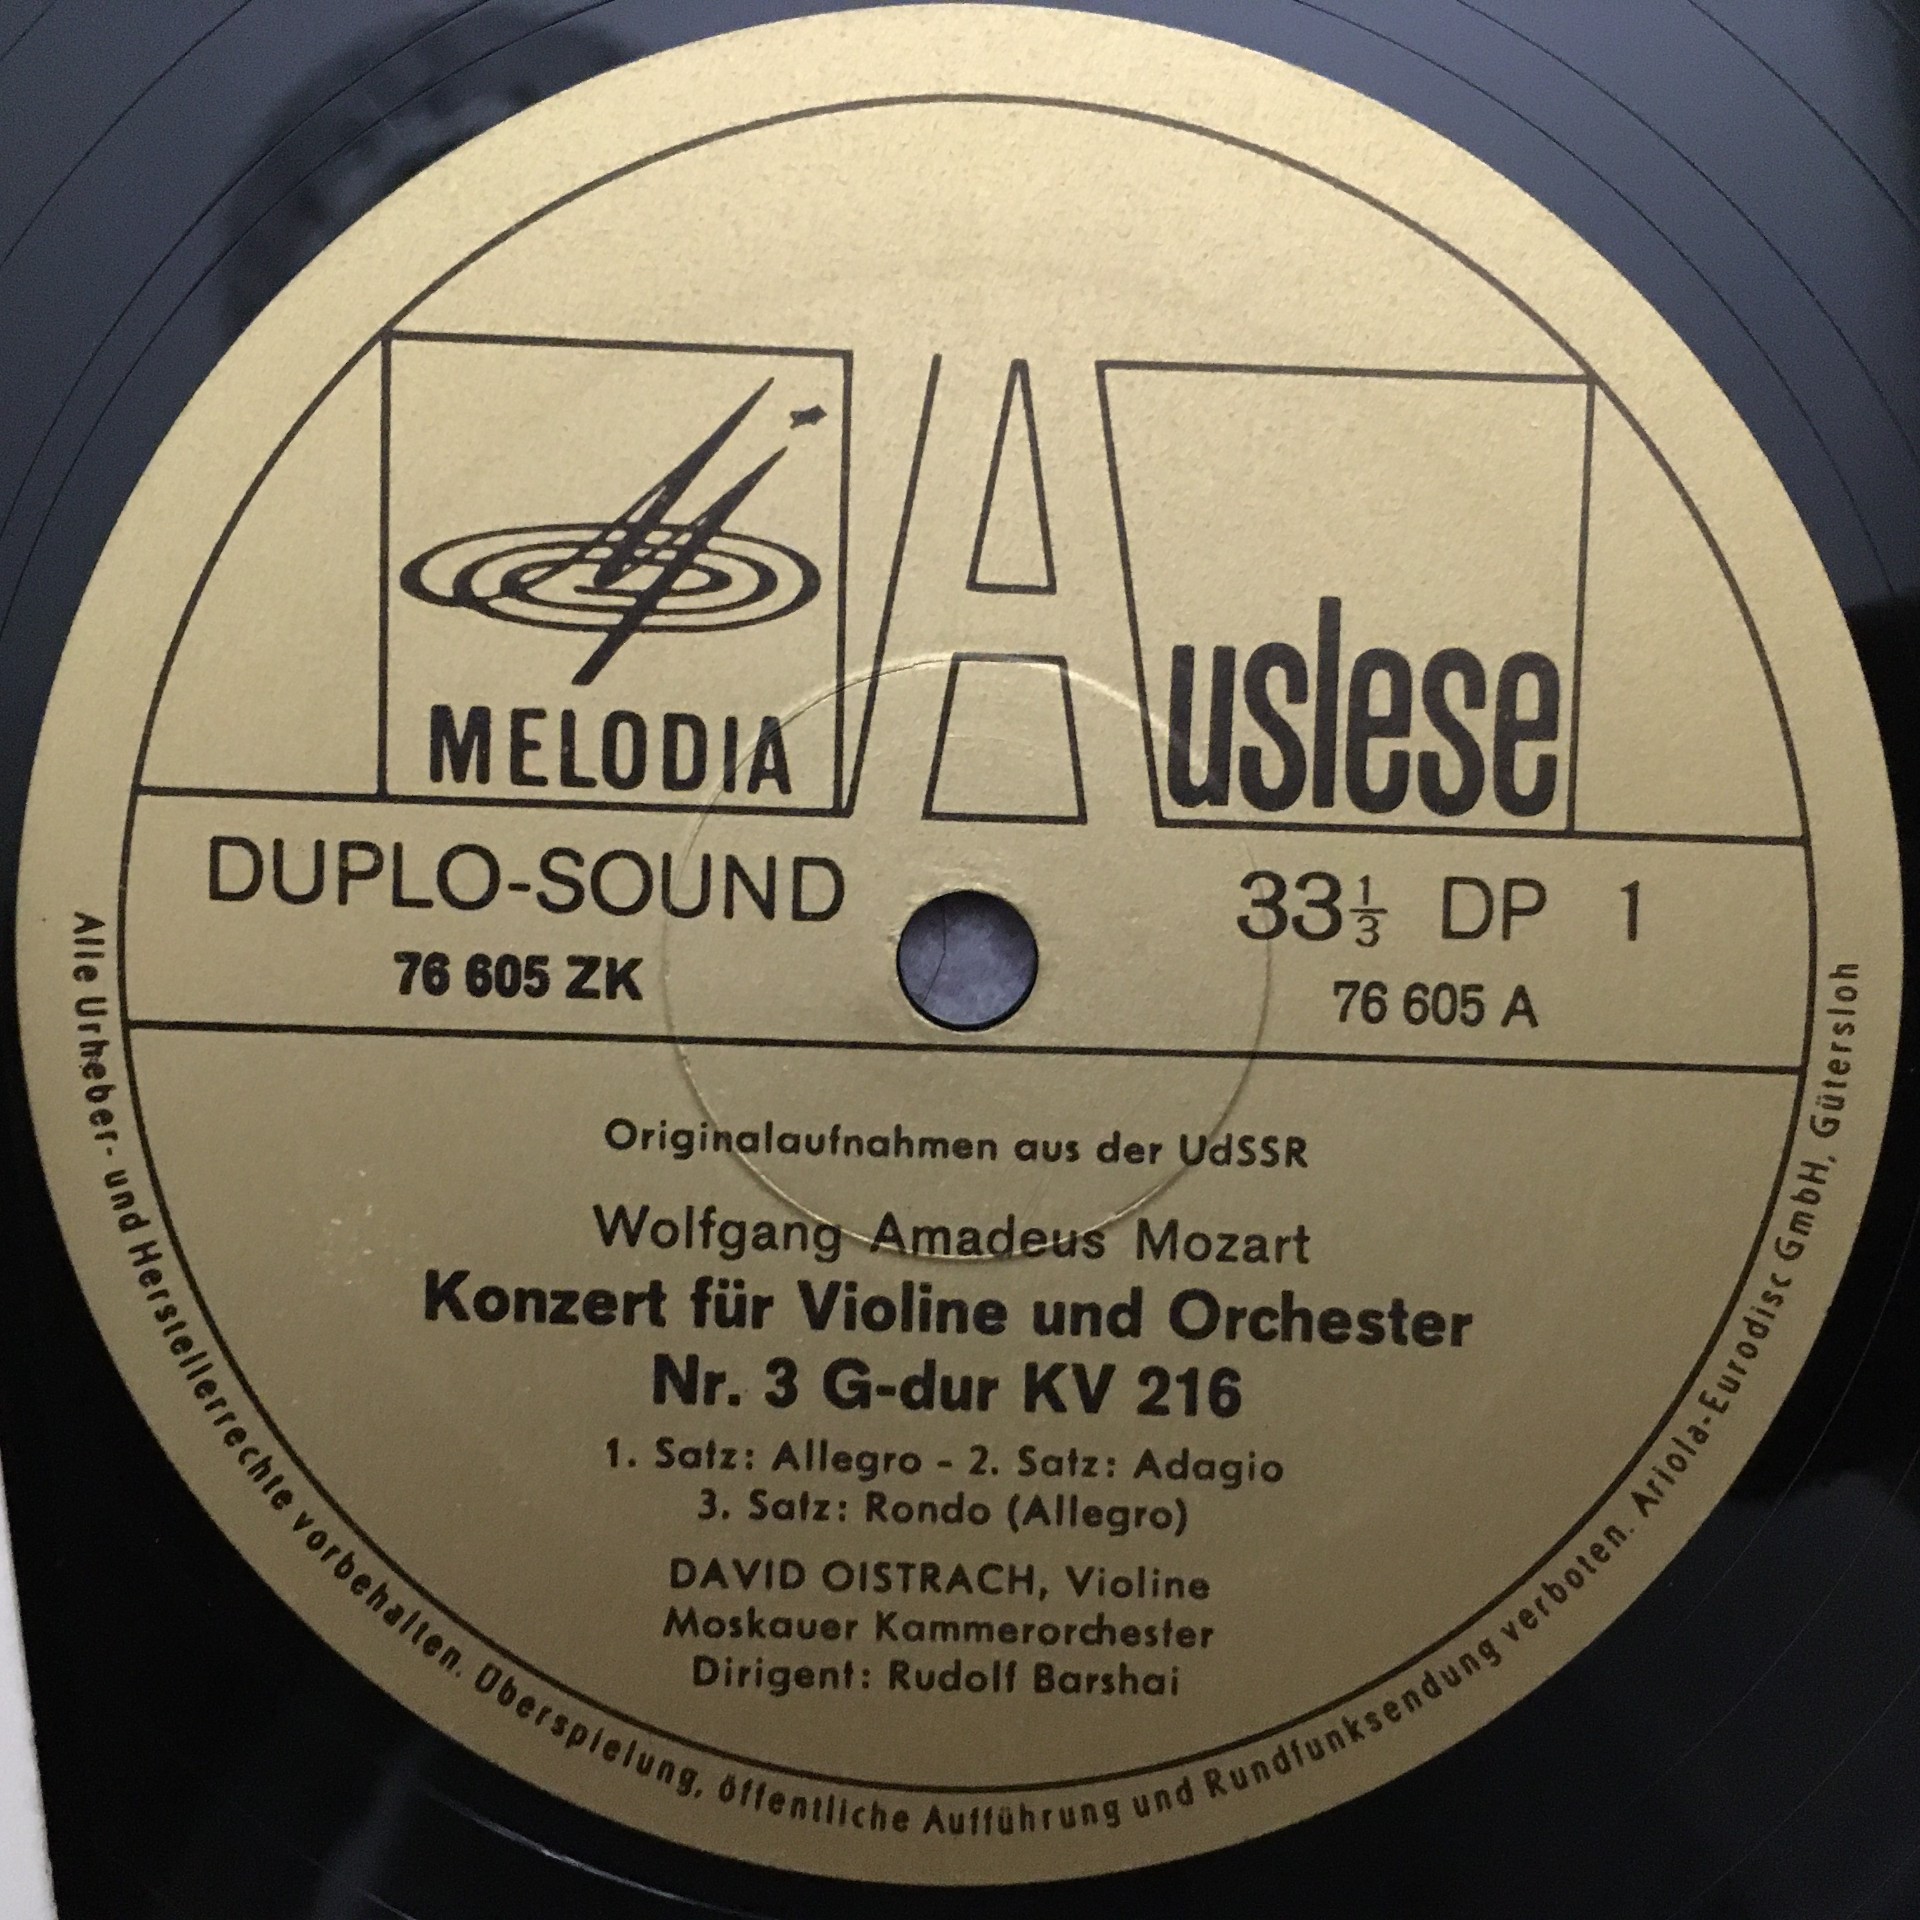 MELODIA
Auslese
DUPLO-SOUND
76 605 ZK
33⅓ DP 1
76 605 A
Originalaufnahmen aus der UdSSR
Wolfgang Amadeus Mozart
Konzert für Violine und Orchester
Nr. 3 G-dur KV 216
1. Satz: Allegro - 2. Satz: Adagio
3. Satz: Rondo (Allegro)
DAVID OISTRACH, Violine
Moskauer Kammerorchester
Dirigent: Rudolf Barshai
Alle Urheber- und Herstellerrechte vorbehalten. Überspielung, öffentliche Aufführung und Rundfunksendung verboten. Ariola-Eurodisc GmbH, Gütersloh